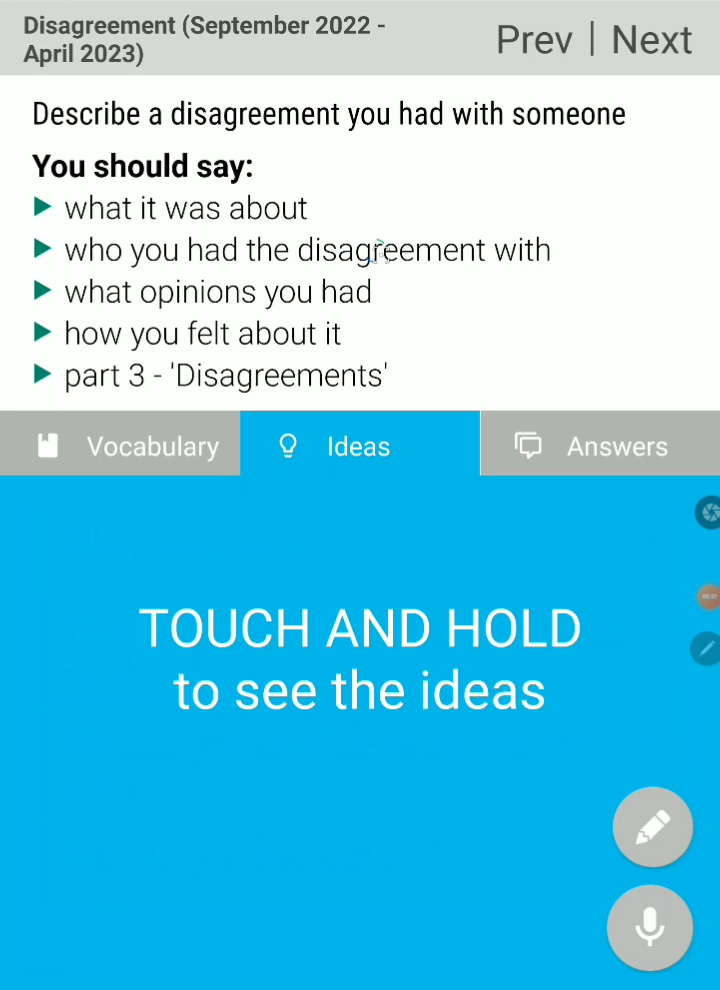 Disagreement (September 2022 -
April 2023)
Prev | Next
Describe a disagreement you had with someone
You should say:
what it was about
who you had the disagreement with
what opinions you had
how you felt about it
part 3 - 'Disagreements'
Vocabulary
Ideas
Answers
TOUCH AND HOLD
to see the ideas